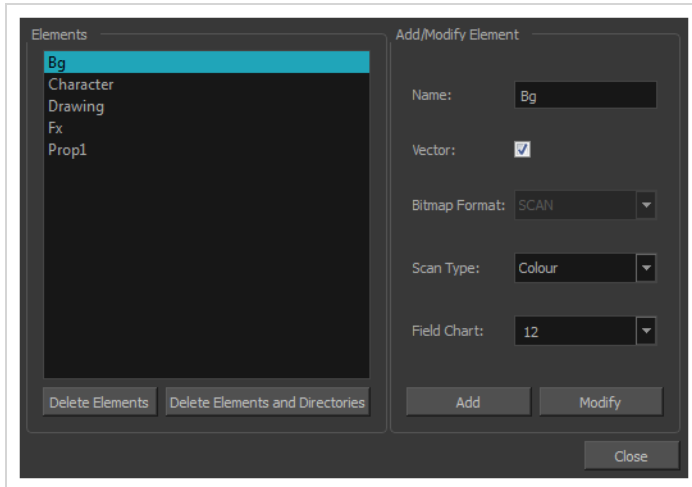 Elements
Bg
Character
Drawing
Fx
Prop1
Delete Elements
Delete Elements and Directories
Add/Modify Element
Name:
Bg
Vector:
Bitmap Format:
SCAN
Scan Type:
Colour
Field Chart:
12
Add
Modify
Close